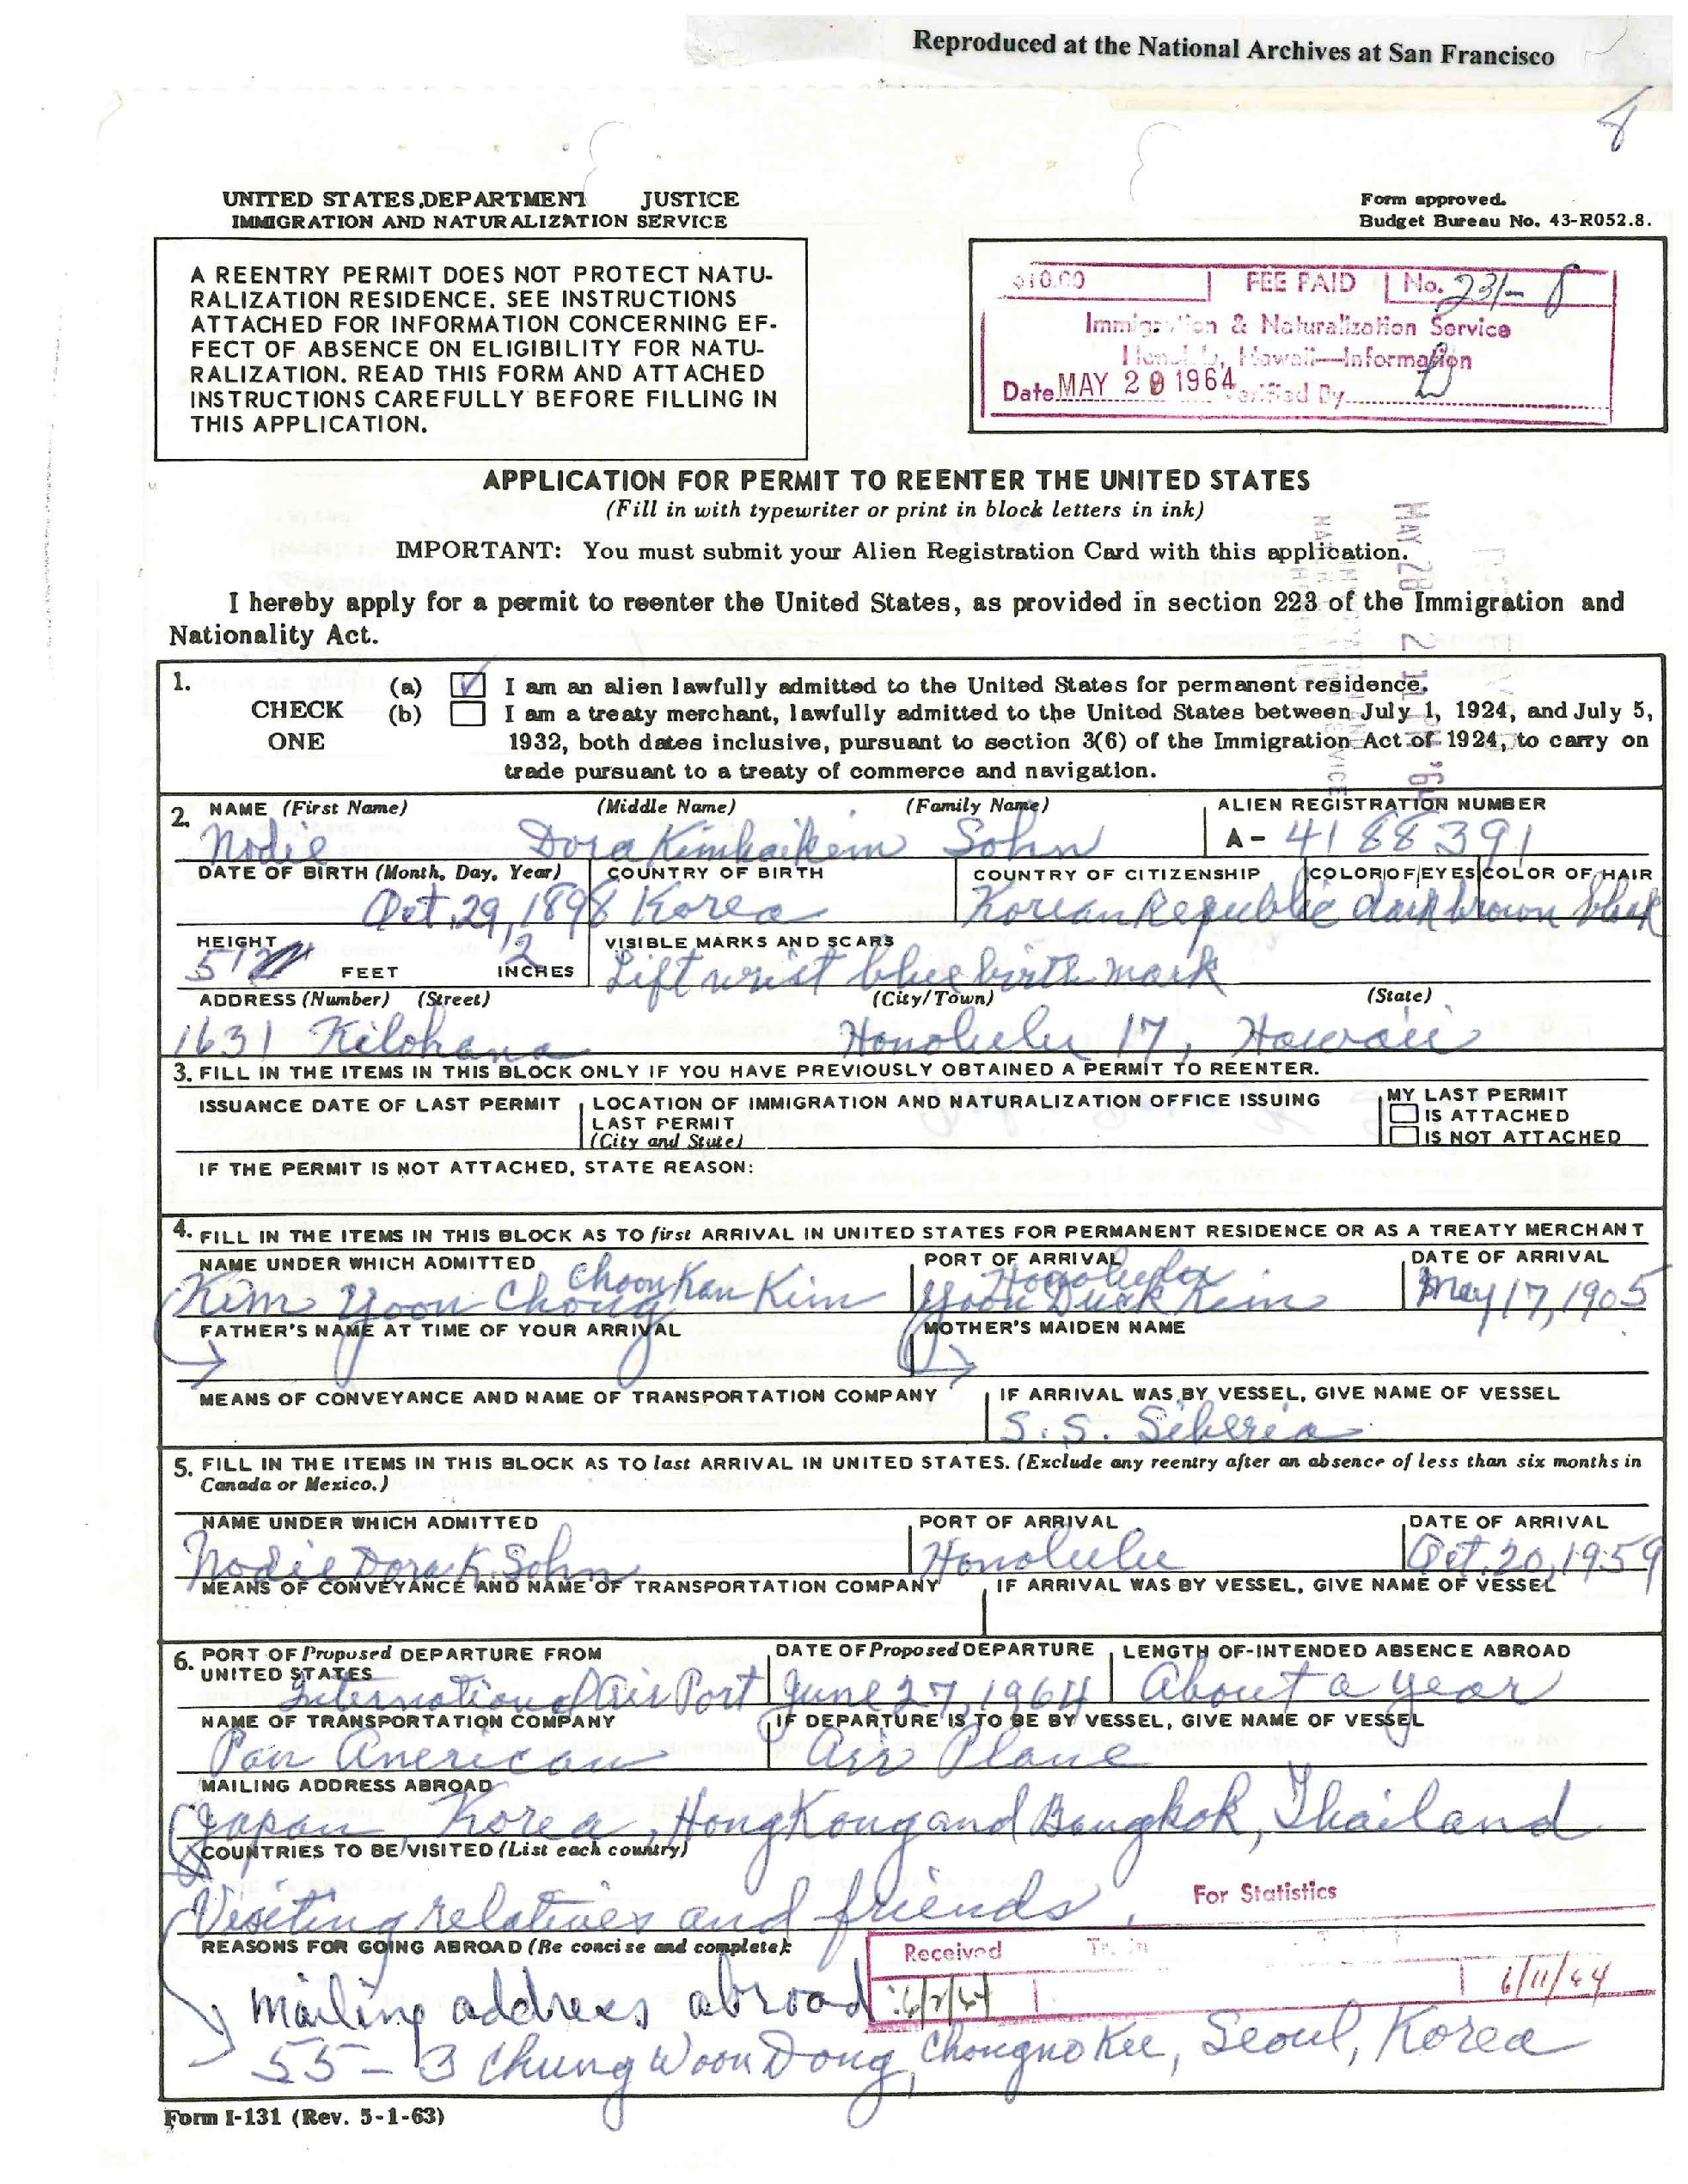 Reproduced at the National Archives at San Francisco
8
UNITED STATES DEPARTMENT JUSTICE
IMMIGRATION AND NATURALIZATION SERVICE
Form approved.
Budget Bureau No. 43-R052.8.
A REENTRY PERMIT DOES NOT PROTECT NATU-
RALIZATION RESIDENCE. SEE INSTRUCTIONS
ATTACHED FOR INFORMATION CONCERNING EF-
FECT OF ABSENCE ON ELIGIBILITY FOR NATU-
RALIZATION. READ THIS FORM AND ATTACHED
INSTRUCTIONS CAREFULLY BEFORE FILLING IN
THIS APPLICATION.
$10.00 FEE PAID No. 231-
Immigration & Naturalization Service
Honolulu, Hawaii—Information
Date MAY 20 1964 Verified By
APPLICATION FOR PERMIT TO REENTER THE UNITED STATES
(Fill in with typewriter or print in block letters in ink)
IMPORTANT: You must submit your Alien Registration Card with this application.
MAY 28 2 11 PM '64
I hereby apply for a permit to reenter the United States, as provided in section 223 of the Immigration and
Nationality Act.
1. CHECK ONE
(a) I am an alien lawfully admitted to the United States for permanent residence.
(b) I am a treaty merchant, lawfully admitted to the United States between July 1, 1924, and July 5,
1932, both dates inclusive, pursuant to section 3(6) of the Immigration Act of 1924, to carry on
trade pursuant to a treaty of commerce and navigation.
2. NAME (First Name) (Middle Name) (Family Name) ALIEN REGISTRATION NUMBER
Nodie Dora Kimhaikim Sohn A- 4188391
DATE OF BIRTH (Month, Day, Year) COUNTRY OF BIRTH COUNTRY OF CITIZENSHIP COLOR OF EYES COLOR OF HAIR
Oct. 29, 1898 Korea Korean Republic dark brown black
HEIGHT VISIBLE MARKS AND SCARS
5' 2 FEET INCHES Lift wrist blue birth mark
ADDRESS (Number) (Street) (City/Town) (State)
1631 Kilohana Honolulu 17, Hawaii
3. FILL IN THE ITEMS IN THIS BLOCK ONLY IF YOU HAVE PREVIOUSLY OBTAINED A PERMIT TO REENTER.
ISSUANCE DATE OF LAST PERMIT LOCATION OF IMMIGRATION AND NATURALIZATION OFFICE ISSUING MY LAST PERMIT
LAST PERMIT IS ATTACHED
(City and State) IS NOT ATTACHED
IF THE PERMIT IS NOT ATTACHED, STATE REASON:
4. FILL IN THE ITEMS IN THIS BLOCK AS TO first ARRIVAL IN UNITED STATES FOR PERMANENT RESIDENCE OR AS A TREATY MERCHANT
NAME UNDER WHICH ADMITTED PORT OF ARRIVAL DATE OF ARRIVAL
Choon Kan Honolulu
Kim Yoon Chong Kim Yoon Duck Kim May 17, 1905
FATHER'S NAME AT TIME OF YOUR ARRIVAL MOTHER'S MAIDEN NAME
MEANS OF CONVEYANCE AND NAME OF TRANSPORTATION COMPANY IF ARRIVAL WAS BY VESSEL, GIVE NAME OF VESSEL
S.S. Siberia
5. FILL IN THE ITEMS IN THIS BLOCK AS TO last ARRIVAL IN UNITED STATES. (Exclude any reentry after an absence of less than six months in
Canada or Mexico.)
NAME UNDER WHICH ADMITTED PORT OF ARRIVAL DATE OF ARRIVAL
Nodie Dora K. Sohn Honolulu Oct. 20, 1959
MEANS OF CONVEYANCE AND NAME OF TRANSPORTATION COMPANY IF ARRIVAL WAS BY VESSEL, GIVE NAME OF VESSEL
6. PORT OF Proposed DEPARTURE FROM DATE OF Proposed DEPARTURE LENGTH OF INTENDED ABSENCE ABROAD
UNITED STATES
International Air Port June 27, 1964 About a year
NAME OF TRANSPORTATION COMPANY IF DEPARTURE IS TO BE BY VESSEL, GIVE NAME OF VESSEL
Pan American Air Plane
MAILING ADDRESS ABROAD
Japan Korea, Hong Kong and Bangkok, Thailand
COUNTRIES TO BE VISITED (List each country)
Visiting relatives and friends. For Statistics
REASONS FOR GOING ABROAD (Be concise and complete): Received
mailing address abroad: 6/11/64
55-3 Chung Woon Dong, Chongno Kee, Seoul, Korea
Form I-131 (Rev. 5-1-63)